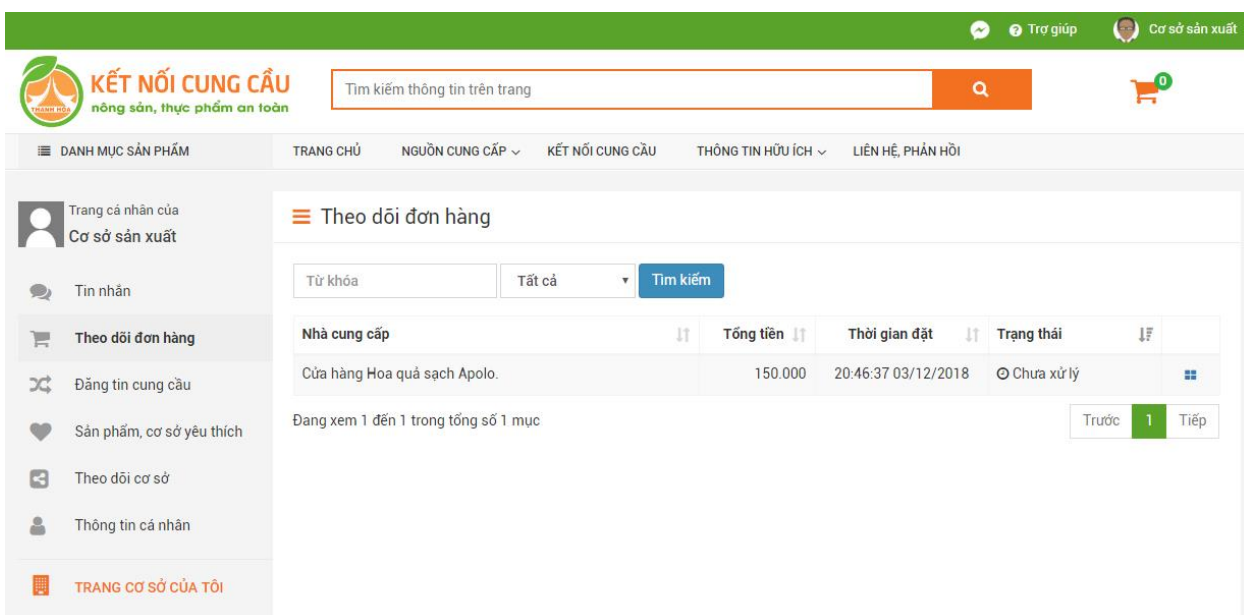 Trợ giúp
Cơ sở sản xuất
THANH HÓA
KẾT NỐI CUNG CẦU
nông sản, thực phẩm an toàn
Tìm kiếm thông tin trên trang
0
DANH MỤC SẢN PHẨM
TRANG CHỦ
NGUỒN CUNG CẤP
KẾT NỐI CUNG CẦU
THÔNG TIN HỮU ÍCH
LIÊN HỆ, PHẢN HỒI
Trang cá nhân của
Cơ sở sản xuất
Tin nhắn
Theo dõi đơn hàng
Đăng tin cung cầu
Sản phẩm, cơ sở yêu thích
Theo dõi cơ sở
Thông tin cá nhân
TRANG CƠ SỞ CỦA TÔI
Theo dõi đơn hàng
Từ khóa
Tất cả
Tìm kiếm
Nhà cung cấp
Tổng tiền
Thời gian đặt
Trạng thái
Cửa hàng Hoa quả sạch Apolo.
150.000
20:46:37 03/12/2018
Chưa xử lý
Đang xem 1 đến 1 trong tổng số 1 mục
Trước
1
Tiếp